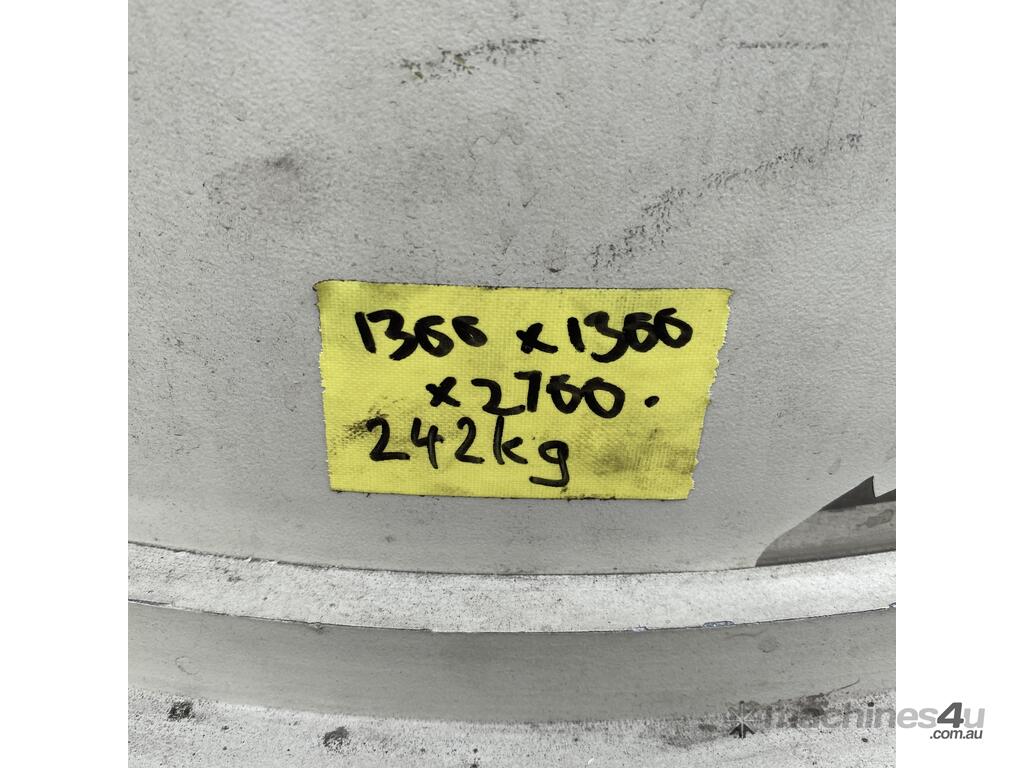 1300 x 1300
x 2700.
242kg
machines4u
.com.au